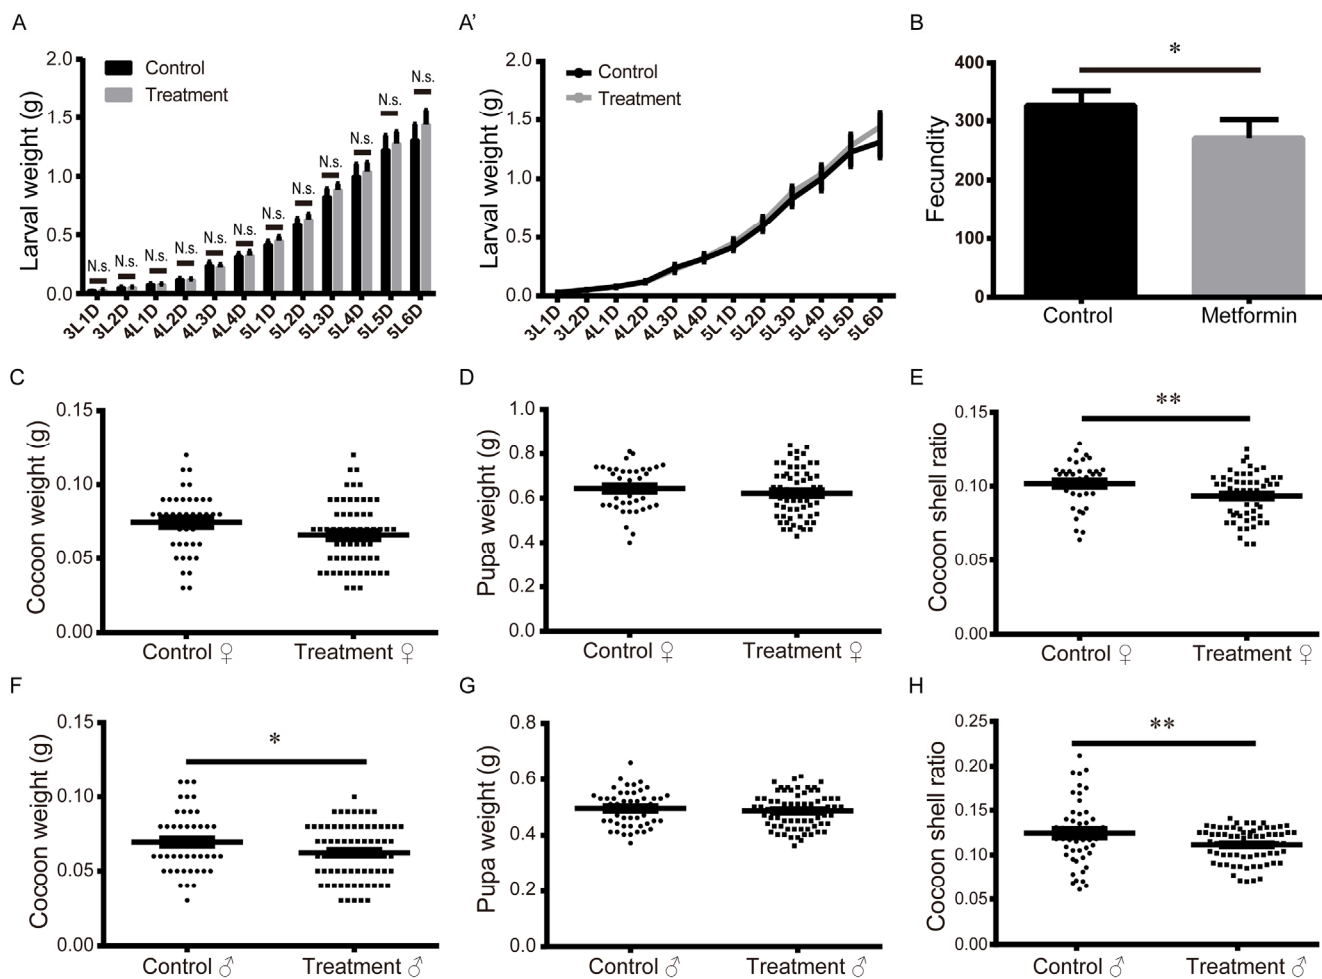 A
Larval weight (g)
2.0
1.5
1.0
0.5
0.0
Control
Treatment
N.s.
N.s.
N.s.
N.s.
N.s.
N.s.
N.s.
N.s.
N.s.
N.s.
N.s.
N.s.
3L1D 3L2D 4L1D 4L2D 4L3D 4L4D 5L1D 5L2D 5L3D 5L4D 5L5D 5L6D
A'
Larval weight (g)
2.0
1.5
1.0
0.5
0.0
Control
Treatment
3L1D 3L2D 4L1D 4L2D 4L3D 4L4D 5L1D 5L2D 5L3D 5L4D 5L5D 5L6D
B
Fecundity
400
300
200
100
0
*
Control Metformin
C
Cocoon weight (g)
0.15
0.10
0.05
0.00
Control ♀ Treatment ♀
D
Pupa weight (g)
1.0
0.8
0.6
0.4
0.2
0.0
Control ♀ Treatment ♀
E
Cocoon shell ratio
0.15
0.10
0.05
0.00
**
Control ♀ Treatment ♀
F
Cocoon weight (g)
0.15
0.10
0.05
0.00
*
Control ♂ Treatment ♂
G
Pupa weight (g)
0.8
0.6
0.4
0.2
0.0
Control ♂ Treatment ♂
H
Cocoon shell ratio
0.25
0.20
0.15
0.10
0.05
0.00
**
Control ♂ Treatment ♂